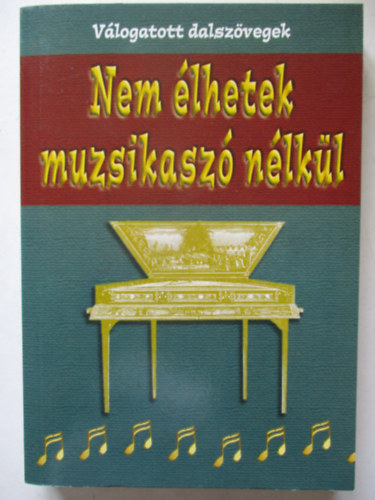 Válogatott dalszövegek
Nem élhetek
muzsikaszó nélkül